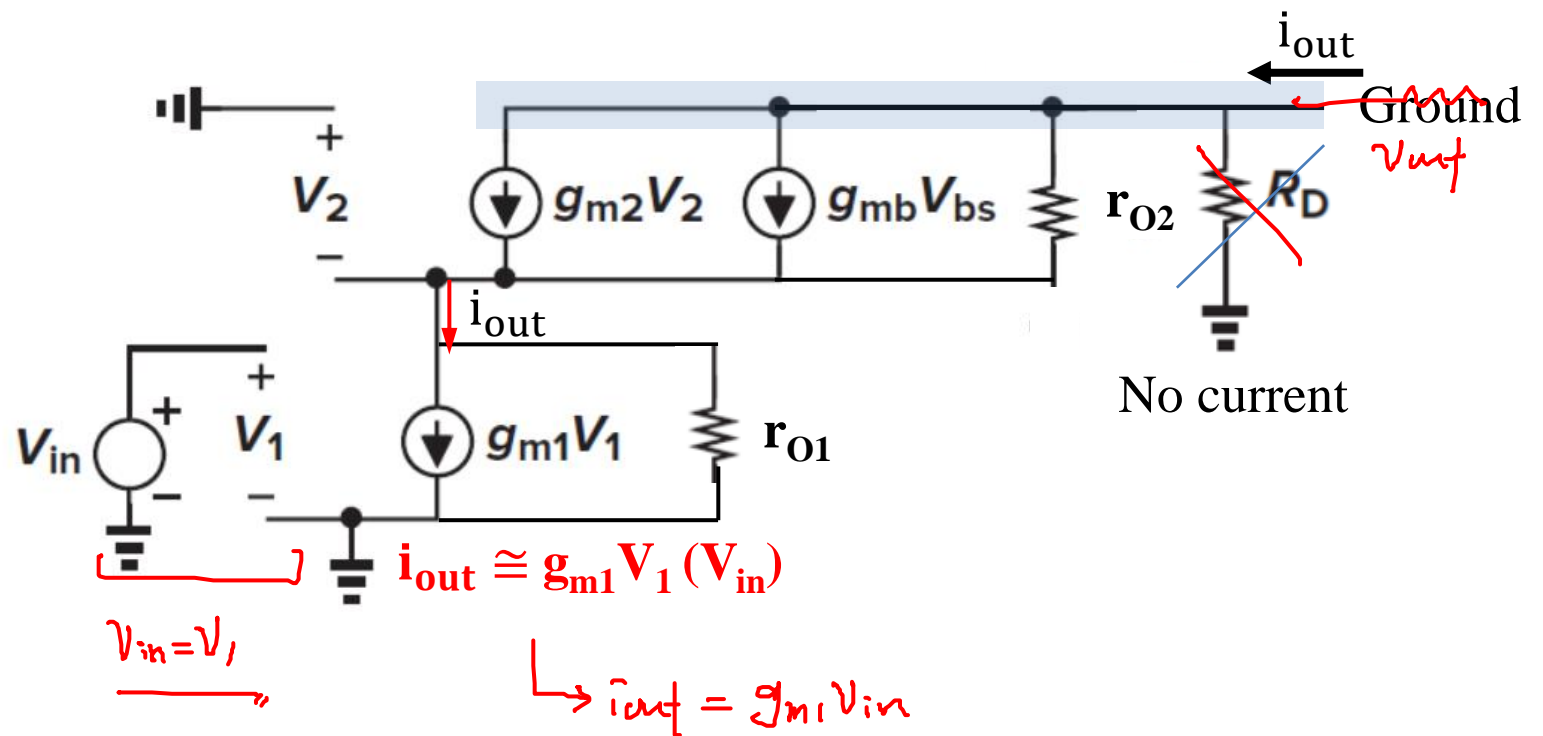 iout
Ground
Vout
+
V2
−
gm2V2
gmbVbs
rO2
RD
iout
No current
Vin
+
−
+
V1
−
gm1V1
rO1
iout ≅ gm1V1 (Vin)
Vin = V1
iout = gm1 Vin